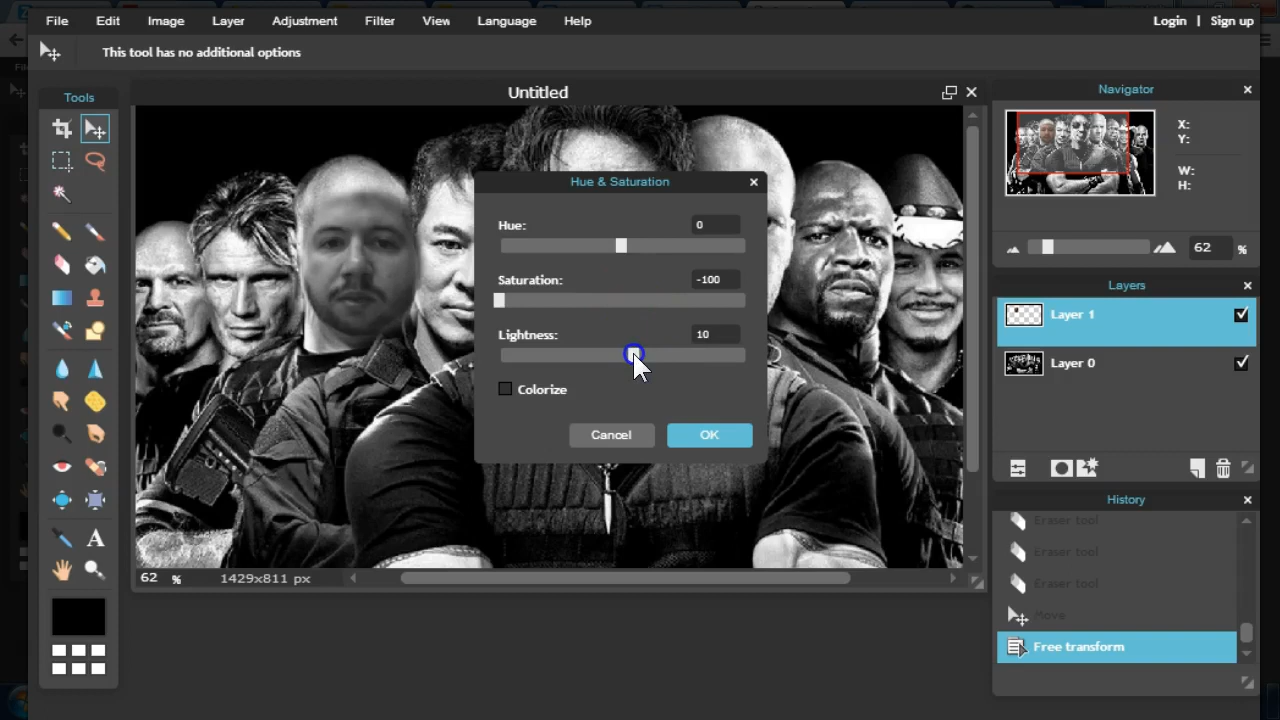 File Edit Image Layer Adjustment Filter View Language Help Login | Sign up
This tool has no additional options
Tools
Untitled
Navigator
X:
Y:
W:
H:
62 %
Hue & Saturation
Hue: 0
Saturation: -100
Lightness: 10
Colorize
Cancel OK
Layers
Layer 1
Layer 0
History
Eraser tool
Eraser tool
Eraser tool
Move
Free transform
A
62 % 1429x811 px